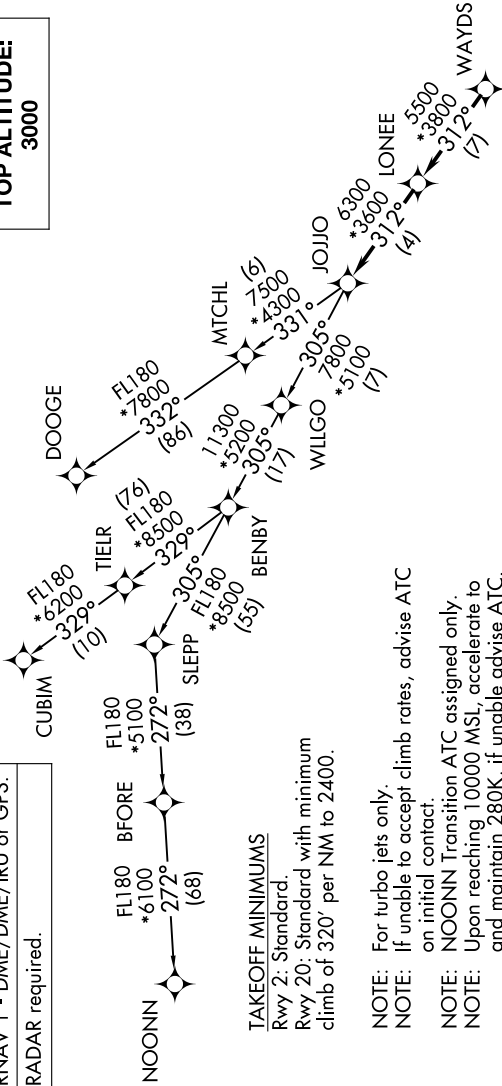 TOP ALTITUDE:
3000
RNAV 1 - DME/DME/IRU or GPS.
RADAR required.
WAYDS
5500
*3800
312°
(7)
LONEE
6300
*3600
312°
(4)
JOJJO
(6)
7500
*4300
331°
MTCHL
FL180
*7800
332°
(86)
DOOGE
305°
7800
*5100
(7)
WLLGO
11300
*5200
305°
(17)
BENBY
(76)
FL180
*8500
329°
TIELR
FL180
*6200
329°
(10)
CUBIM
305°
FL180
*8500
(55)
SLEPP
FL180
*5100
272°
(38)
BFORE
FL180
*6100
272°
(68)
NOONN
TAKEOFF MINIMUMS
Rwy 2: Standard.
Rwy 20: Standard with minimum
climb of 320' per NM to 2400.
NOTE: For turbo jets only.
NOTE: If unable to accept climb rates, advise ATC
on initial contact.
NOTE: NOONN Transition ATC assigned only.
NOTE: Upon reaching 10000 MSL, accelerate to
and maintain 280K, if unable advise ATC.